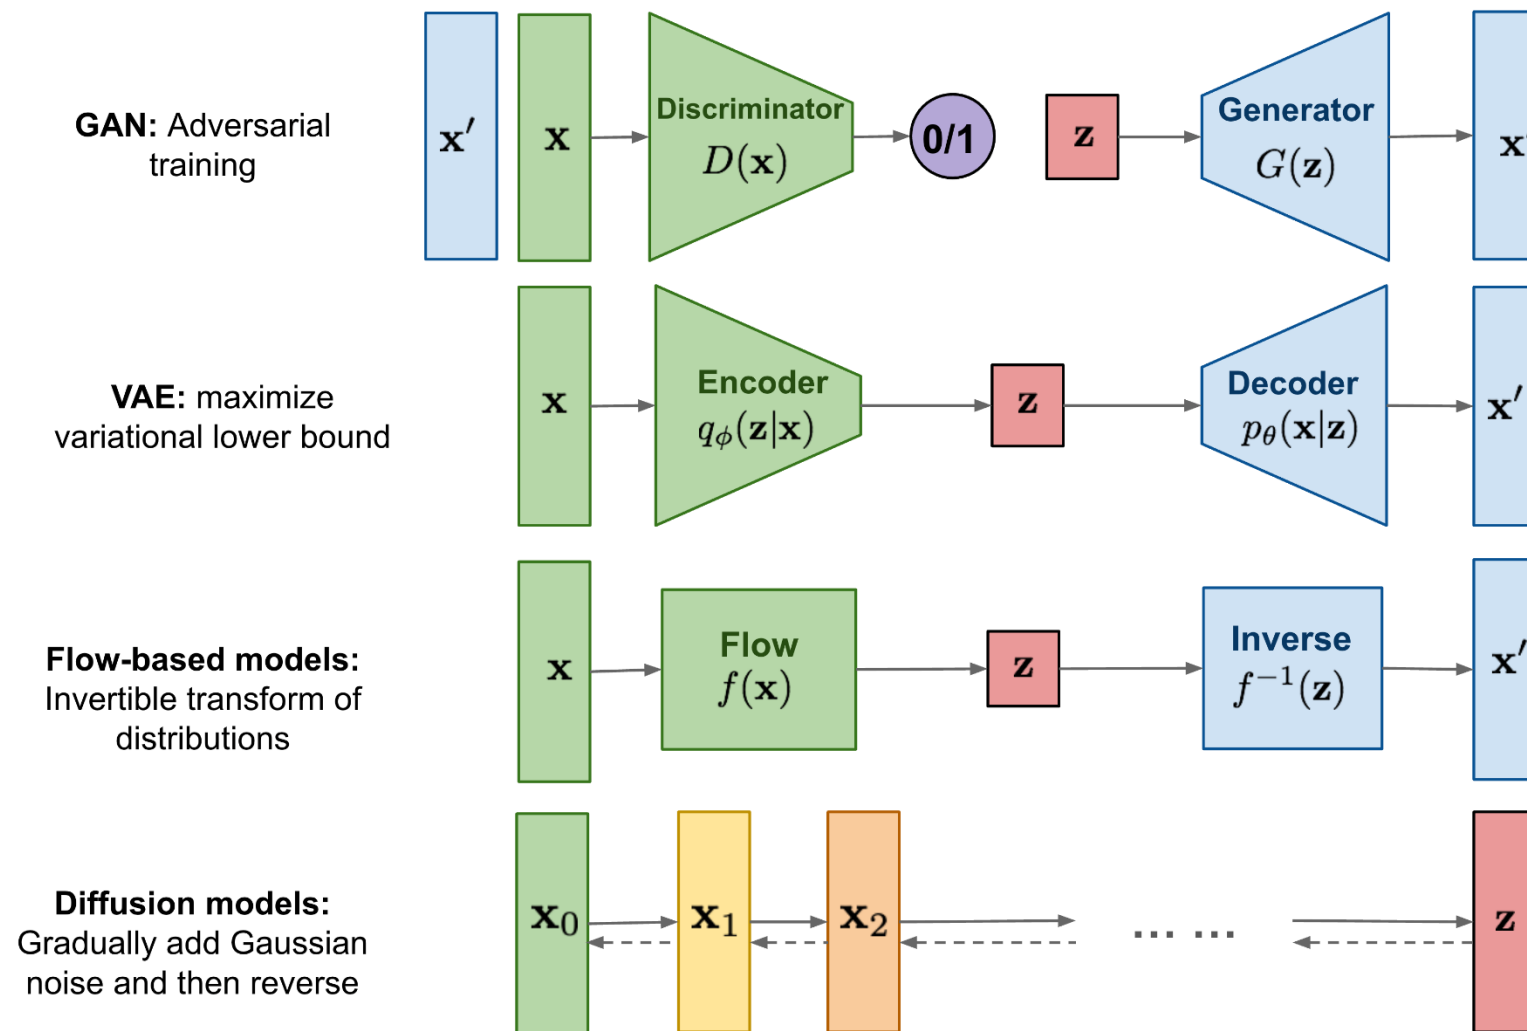 GAN: Adversarial
training
x′
x
Discriminator
D(x)
0/1
z
Generator
G(z)
x′
VAE: maximize
variational lower bound
x
Encoder
qϕ(z|x)
z
Decoder
pθ(x|z)
x′
Flow-based models:
Invertible transform of
distributions
x
Flow
f(x)
z
Inverse
f⁻¹(z)
x′
Diffusion models:
Gradually add Gaussian
noise and then reverse
x₀
x₁
x₂
... ...
z